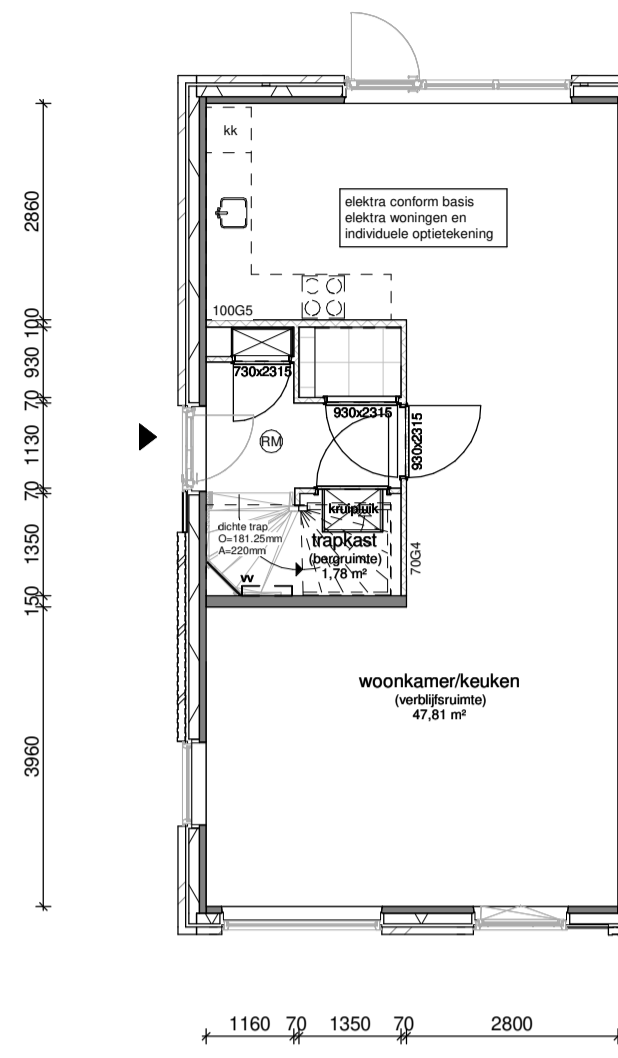 kk
elektra conform basis
elektra woningen en
individuele optietekening
100G5
730x2315
930x2315
930x2315
RM
kruipluik
dichte trap
O=181.25mm
A=220mm
trapkast
(bergruimte)
1,78 m²
vv
70G4
woonkamer/keuken
(verblijfsruimte)
47,81 m²
2860
100
930
70
1130
70
1350
150
3960
1160 70 1350 70 2800